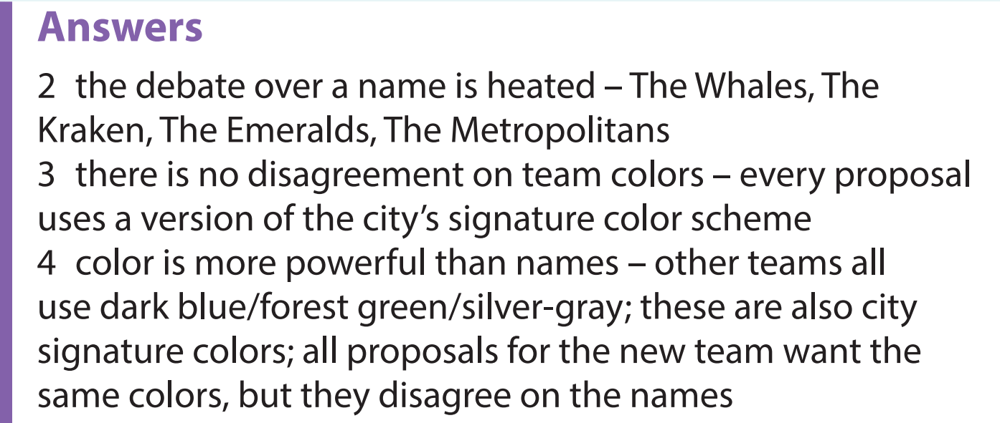 Answers
2 the debate over a name is heated – The Whales, The
Kraken, The Emeralds, The Metropolitans
3 there is no disagreement on team colors – every proposal
uses a version of the city’s signature color scheme
4 color is more powerful than names – other teams all
use dark blue/forest green/silver-gray; these are also city
signature colors; all proposals for the new team want the
same colors, but they disagree on the names